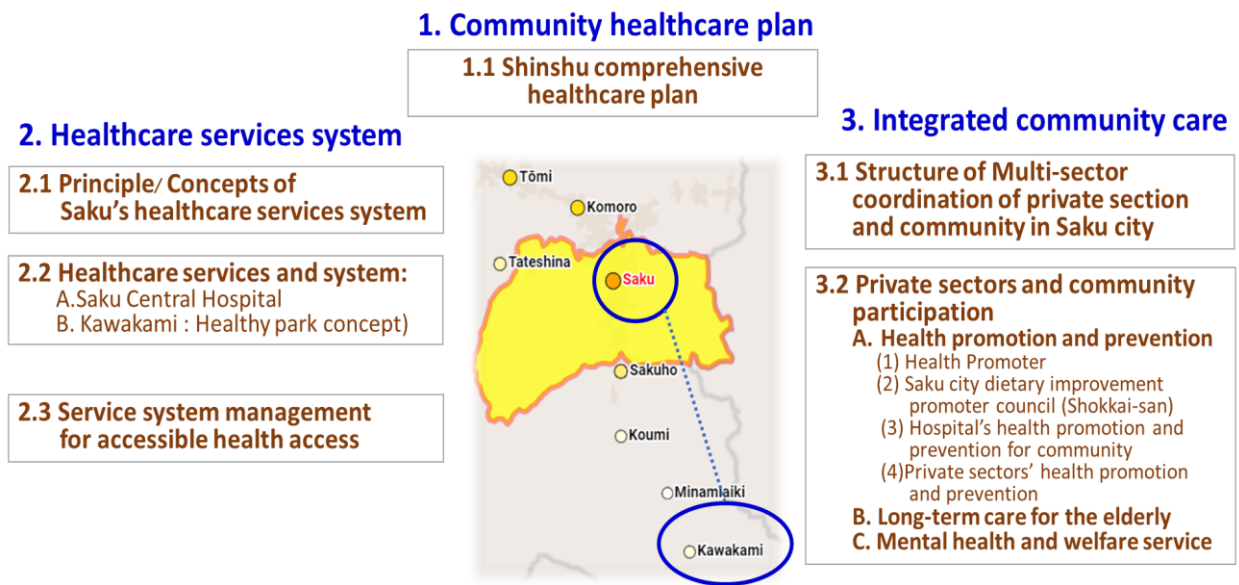 1. Community healthcare plan
1.1 Shinshu comprehensive
healthcare plan
2. Healthcare services system
2.1 Principle/ Concepts of
Saku's healthcare services system
2.2 Healthcare services and system:
A.Saku Central Hospital
B. Kawakami : Healthy park concept)
2.3 Service system management
for accessible health access
Tōmi
Komoro
Tateshina
Saku
Sakuho
Koumi
Minamlaiki
Kawakami
3. Integrated community care
3.1 Structure of Multi-sector
coordination of private section
and community in Saku city
3.2 Private sectors and community
participation
A. Health promotion and prevention
(1) Health Promoter
(2) Saku city dietary improvement
promoter council (Shokkai-san)
(3) Hospital's health promotion and
prevention for community
(4)Private sectors' health promotion
and prevention
B. Long-term care for the elderly
C. Mental health and welfare service